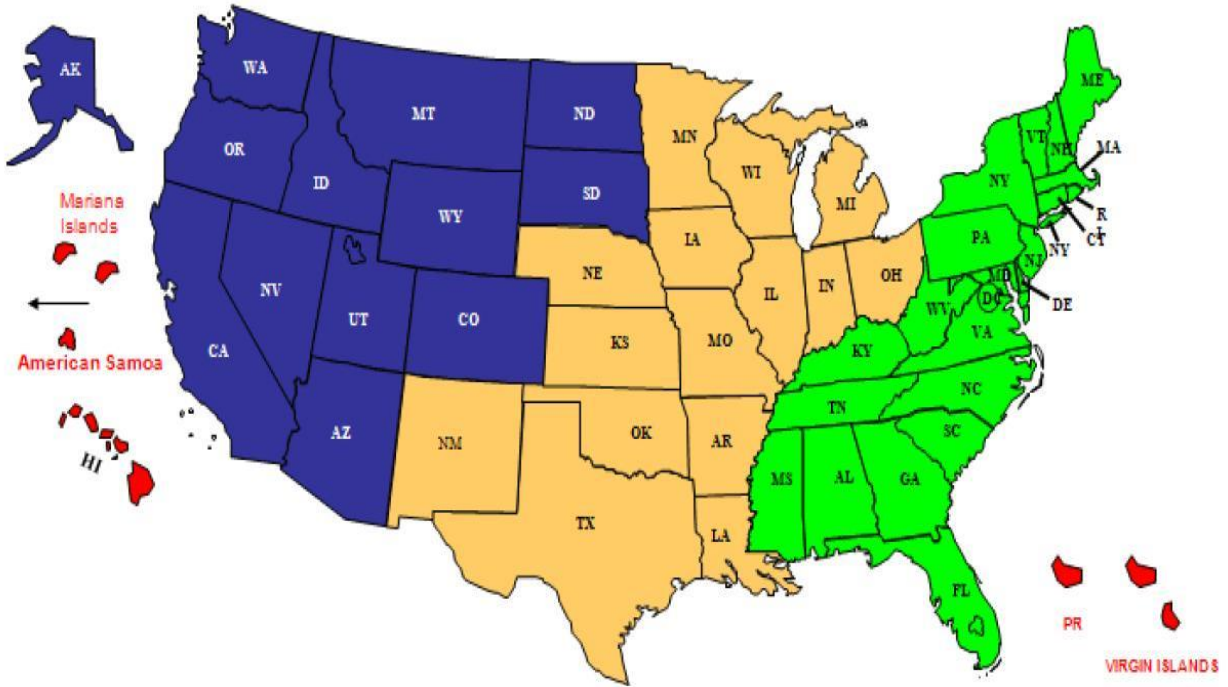 AK
WA
MT
ND
MN
ME
OR
ID
WY
SD
WI
MI
VT
NH
MA
NY
R
I
CT
NY
Mariana
Islands
IA
PA
NJ
NE
IL
IN
OH
MD
DC
DE
NV
UT
CO
KS
MO
WV
VA
CA
KY
American Samoa
NC
TN
AZ
NM
OK
AR
SC
HI
MS
AL
GA
TX
LA
FL
PR
VIRGIN ISLANDS